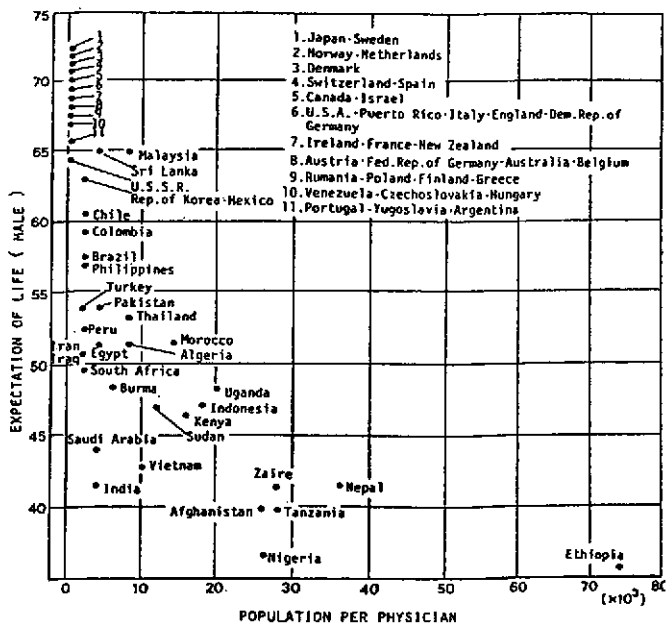 75
70
65
60
55
50
45
40
EXPECTATION OF LIFE ( MALE )
1
2
3
4
5
6
7
8
9
10
11
1.Japan·Sweden
2.Norway·Netherlands
3.Denmark
4.Switzerland·Spain
5.Canada·Israel
6.U.S.A.·Puerto Rico·Italy·England·Dem.Rep.of
Germany
7.Ireland·France·New Zealand
8.Austria·Fed.Rep.of Germany·Australia·Belgium
9.Rumania·Poland·Finland·Greece
10.Venezuela·Czechoslovakia·Hungary
11.Portugal·Yugoslavia·Argentina
Malaysia
Sri Lanka
U.S.S.R.
Rep.of Korea·Mexico
Chile
Colombia
Brazil
Philippines
Turkey
Pakistan
Thailand
Peru
Morocco
Iran
Iraq
Egypt
Algeria
South Africa
Burma
Uganda
Indonesia
Kenya
Sudan
Saudi Arabia
Vietnam
India
Zaire
Nepal
Afghanistan
Tanzania
Nigeria
Ethiopia
0 10 20 30 40 50 60 70 80
(×10³)
POPULATION PER PHYSICIAN